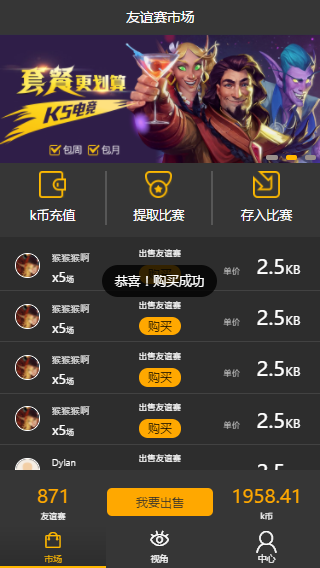 友谊赛市场
套餐更划算
K5电竞
包周 包月
k币充值 提取比赛 存入比赛
猴猴猴啊 出售友谊赛
x5场 单价 2.5KB
恭喜！购买成功
猴猴猴啊 出售友谊赛
x5场 购买 单价 2.5KB
猴猴猴啊 出售友谊赛
x5场 购买 单价 2.5KB
猴猴猴啊 出售友谊赛
x5场 购买 单价 2.5KB
Dylan 出售友谊赛
871 我要出售 1958.41
友谊赛 k币
市场 视角 中心